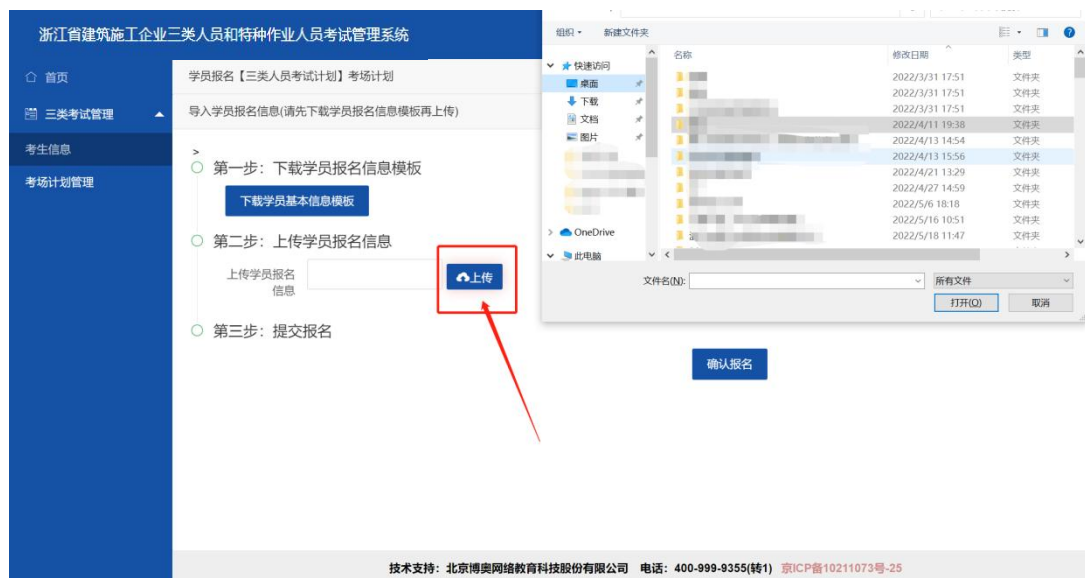 浙江省建筑施工企业三类人员和特种作业人员考试管理系统
首页
三类考试管理
考生信息
考场计划管理
学员报名【三类人员考试计划】考场计划
导入学员报名信息(请先下载学员报名信息模板再上传)
>
第一步：下载学员报名信息模板
下载学员基本信息模板
第二步：上传学员报名信息
上传学员报名
信息
上传
第三步：提交报名
确认报名
组织 新建文件夹
快速访问
桌面
下载
文档
图片
OneDrive
此电脑
名称 修改日期 类型
2022/3/31 17:51 文件夹
2022/3/31 17:51 文件夹
2022/3/31 17:51 文件夹
2022/4/11 19:38 文件夹
2022/4/13 14:54 文件夹
2022/4/13 15:56 文件夹
2022/4/21 13:29 文件夹
2022/4/27 14:59 文件夹
2022/5/6 18:18 文件夹
2022/5/16 10:51 文件夹
2022/5/18 11:47 文件夹
文件名(N): 所有文件
打开(O) 取消
技术支持：北京博奥网络教育科技股份有限公司 电话：400-999-9355(转1) 京ICP备10211073号-25